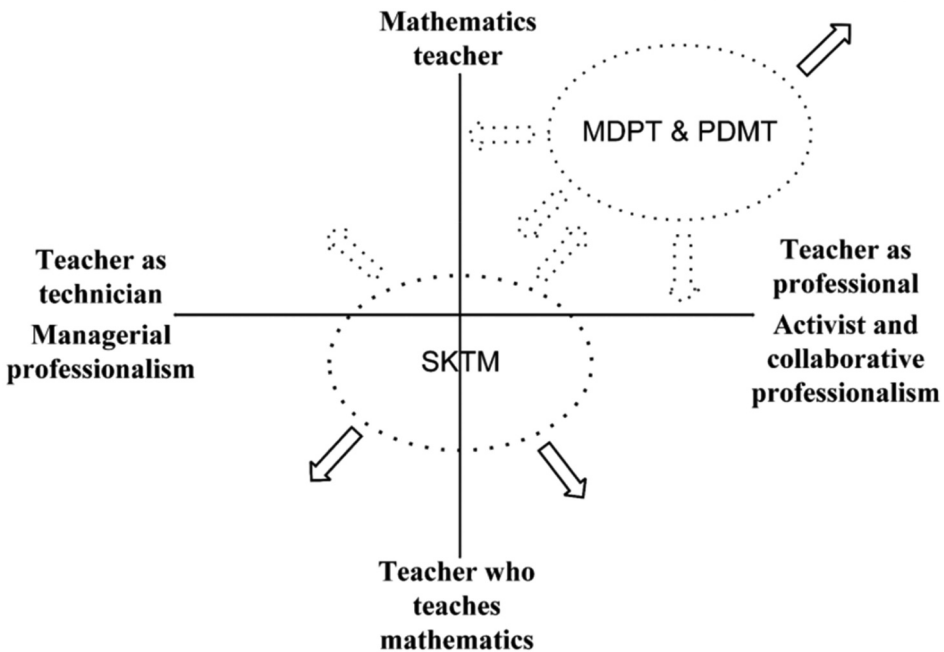 Mathematics
teacher
MDPT & PDMT
Teacher as
technician
Managerial
professionalism
Teacher as
professional
Activist and
collaborative
professionalism
SKTM
Teacher who
teaches
mathematics